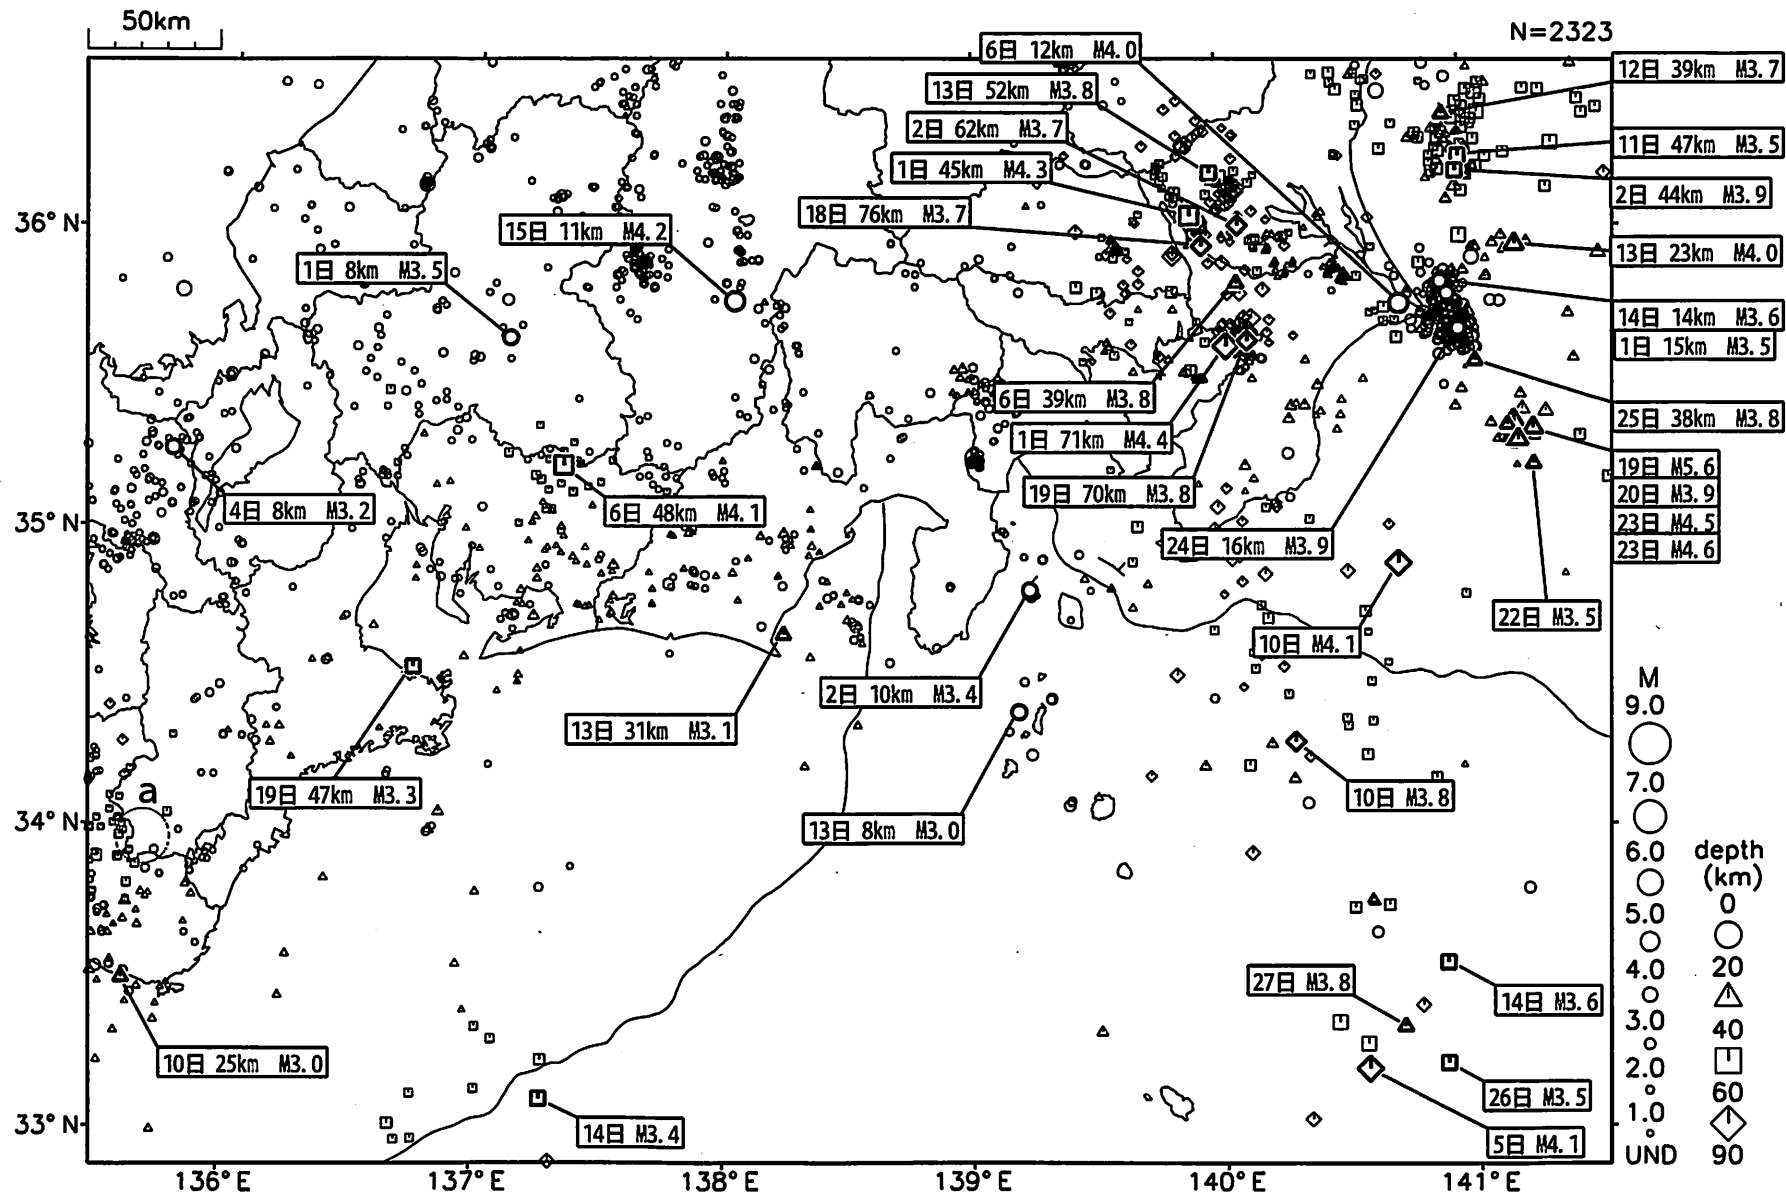 50km
N=2323
6日 12km M4.0
12日 39km M3.7
13日 52km M3.8
2日 62km M3.7
11日 47km M3.5
1日 45km M4.3
2日 44km M3.9
18日 76km M3.7
36°N
15日 11km M4.2
13日 23km M4.0
1日 8km M3.5
14日 14km M3.6
1日 15km M3.5
6日 39km M3.8
25日 38km M3.8
1日 71km M4.4
19日 M5.6
19日 70km M3.8
20日 M3.9
4日 8km M3.2
6日 48km M4.1
35°N
23日 M4.5
24日 16km M3.9
23日 M4.6
22日 M3.5
10日 M4.1
2日 10km M3.4
13日 31km M3.1
19日 47km M3.3
a
10日 M3.8
34°N
13日 8km M3.0
27日 M3.8
14日 M3.6
10日 25km M3.0
26日 M3.5
33°N
14日 M3.4
5日 M4.1
M
9.0
7.0
6.0
5.0
4.0
3.0
2.0
1.0
UND
depth
(km)
0
20
40
60
90
136°E
137°E
138°E
139°E
140°E
141°E